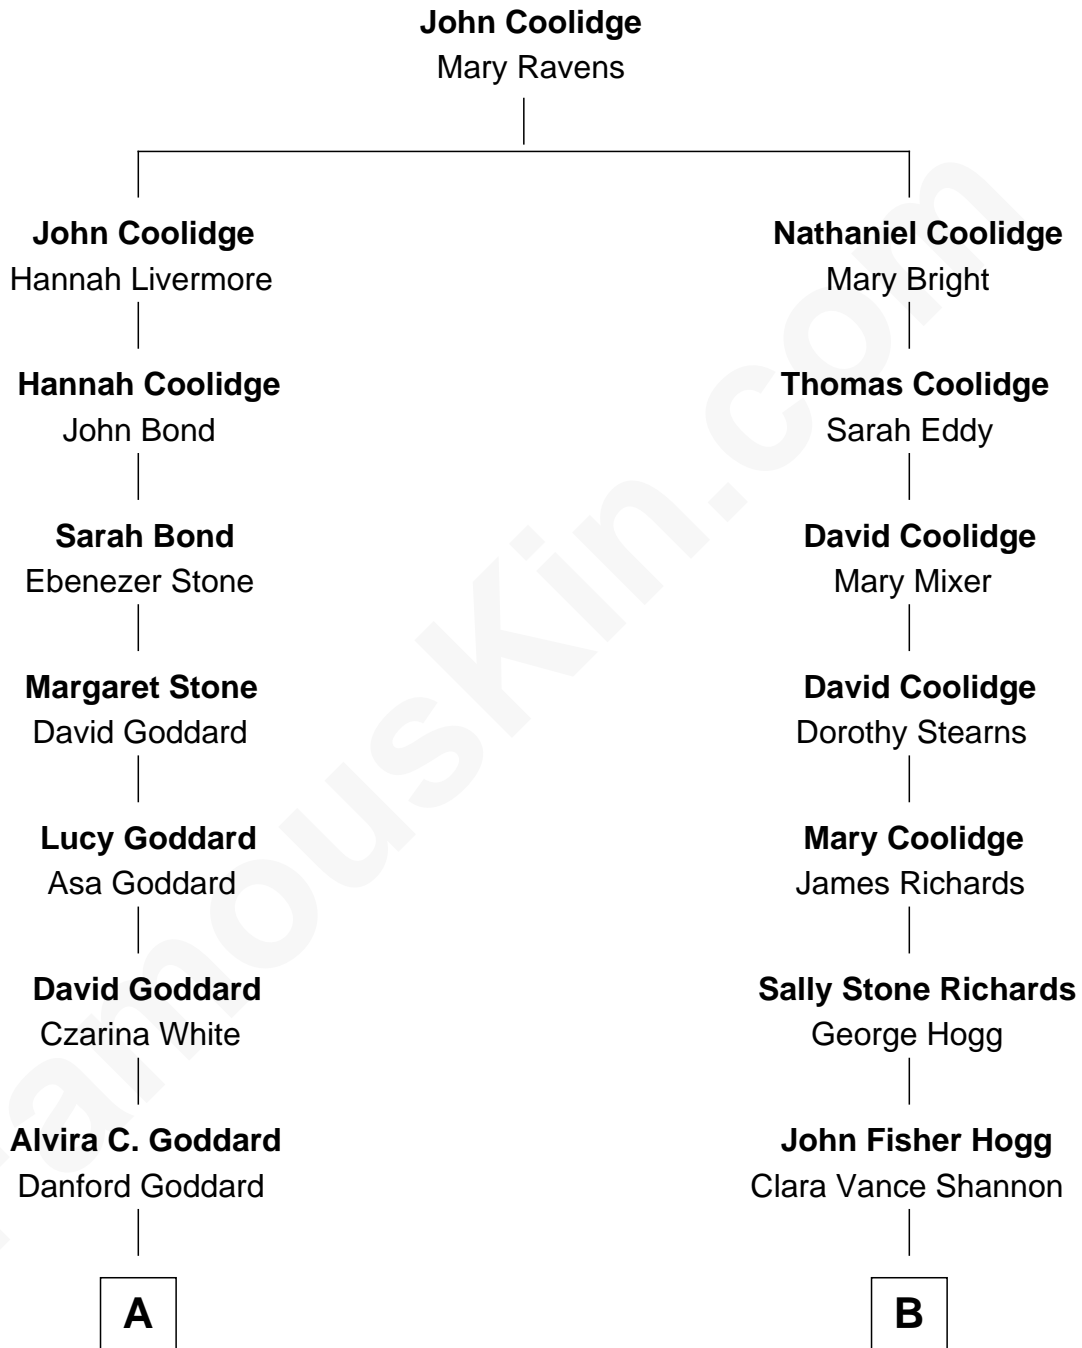 John Coolidge
Mary Ravens
John Coolidge
Hannah Livermore
Nathaniel Coolidge
Mary Bright
Hannah Coolidge
John Bond
Thomas Coolidge
Sarah Eddy
Sarah Bond
Ebenezer Stone
David Coolidge
Mary Mixer
Margaret Stone
David Goddard
David Coolidge
Dorothy Stearns
Lucy Goddard
Asa Goddard
Mary Coolidge
James Richards
David Goddard
Czarina White
Sally Stone Richards
George Hogg
Alvira C. Goddard
Danford Goddard
John Fisher Hogg
Clara Vance Shannon
A
B
FamousKin.com